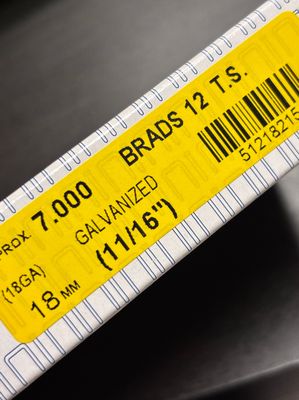 BRADS 12 T.S.
7.000
GALVANIZED
(18GA)
(11/16")
18 MM
51218215